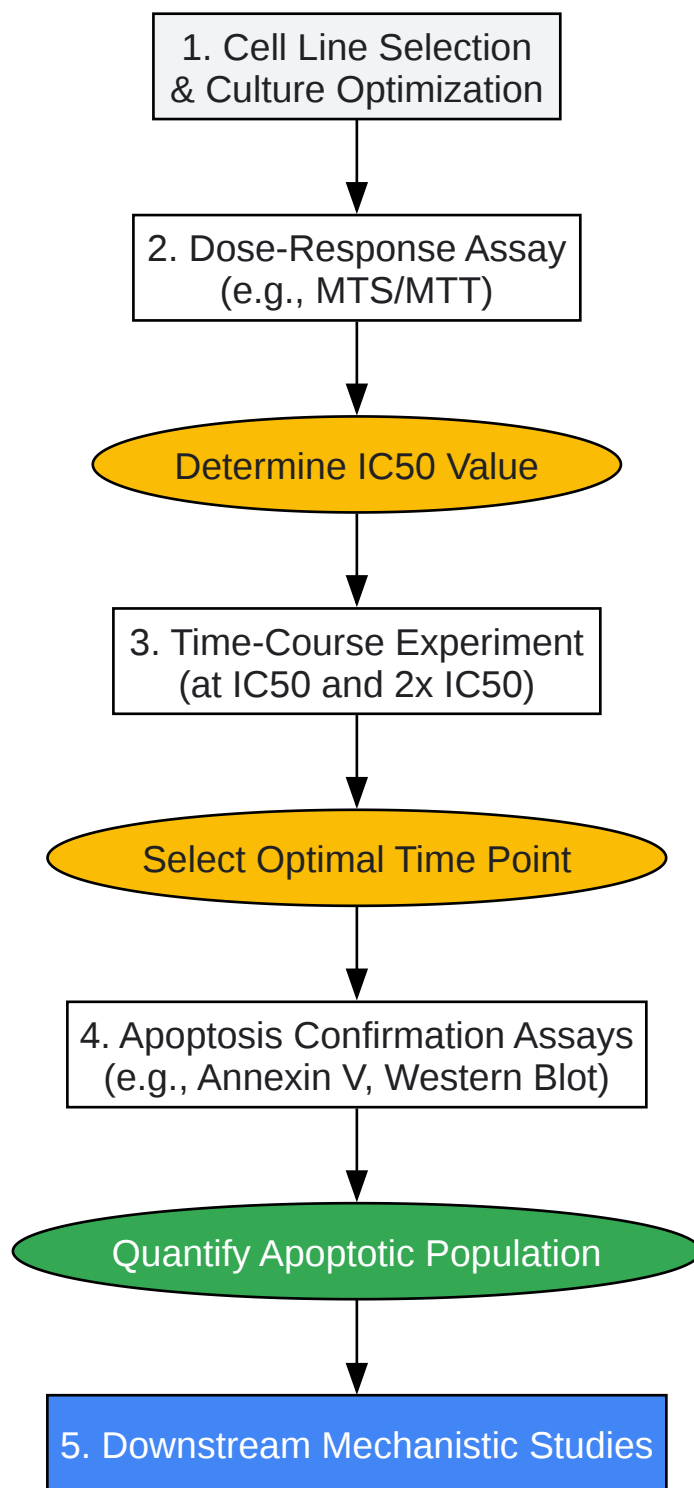 1. Cell Line Selection
& Culture Optimization
2. Dose-Response Assay
(e.g., MTS/MTT)
Determine IC50 Value
3. Time-Course Experiment
(at IC50 and 2x IC50)
Select Optimal Time Point
4. Apoptosis Confirmation Assays
(e.g., Annexin V, Western Blot)
Quantify Apoptotic Population
5. Downstream Mechanistic Studies